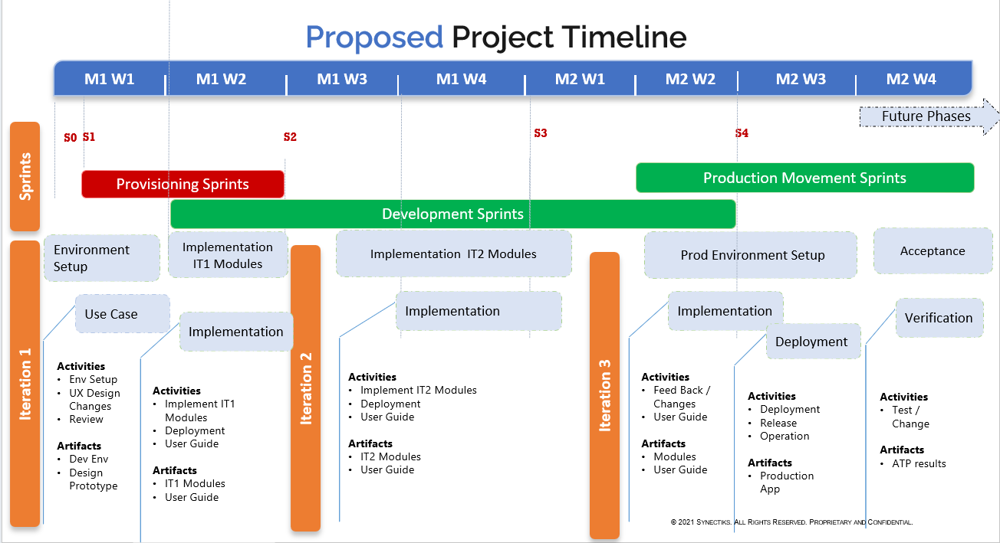 Proposed Project Timeline
M1 W1
M1 W2
M1 W3
M1 W4
M2 W1
M2 W2
M2 W3
M2 W4
Future Phases
Sprints
S0
S1
S2
S3
S4
Provisioning Sprints
Production Movement Sprints
Development Sprints
Iteration 1
Environment
Setup
Implementation
IT1 Modules
Use Case
Implementation
Activities
• Env Setup
• UX Design
Changes
• Review
Artifacts
• Dev Env
• Design
Prototype
Activities
• Implement IT1
Modules
• Deployment
• User Guide
Artifacts
• IT1 Modules
• User Guide
Iteration 2
Implementation IT2 Modules
Implementation
Activities
• Implement IT2 Modules
• Deployment
• User Guide
Artifacts
• IT2 Modules
• User Guide
Iteration 3
Prod Environment Setup
Acceptance
Implementation
Deployment
Verification
Activities
• Feed Back /
Changes
• User Guide
Artifacts
• Modules
• User Guide
Activities
• Deployment
• Release
• Operation
Artifacts
• Production
App
Activities
• Test /
Change
Artifacts
• ATP results
© 2021 Synectiks. All Rights Reserved. Proprietary and Confidential.